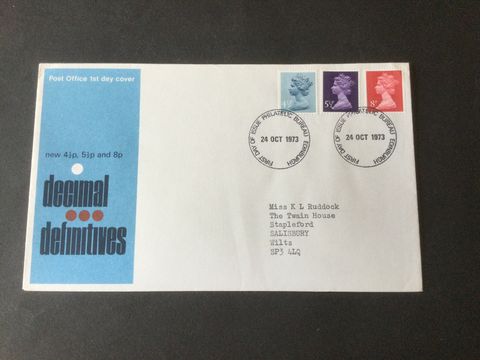 Post Office 1st day cover
new 4½p, 5½p and 8p
decimal
definitives
4½P
5½P
8P
FIRST DAY OF ISSUE PHILATELIC BUREAU EDINBURGH
24 OCT 1973
FIRST DAY OF ISSUE PHILATELIC BUREAU EDINBURGH
24 OCT 1973
Miss K L Ruddock
The Twain House
Stapleford
SALISBURY
Wilts
SP3 4LQ